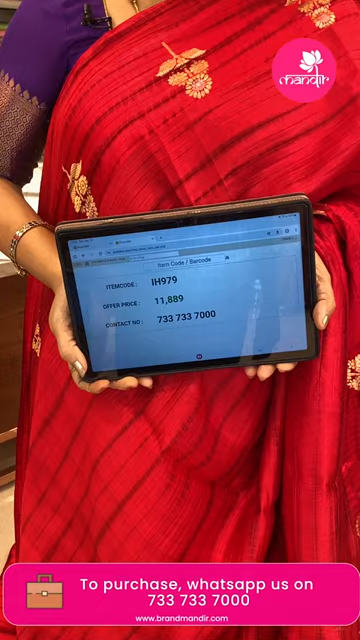 mandir
Item Code / Barcode
ITEMCODE : IH979
OFFER PRICE : 11,889
CONTACT NO : 733 733 7000
To purchase, whatsapp us on
733 733 7000
www.brandmandir.com